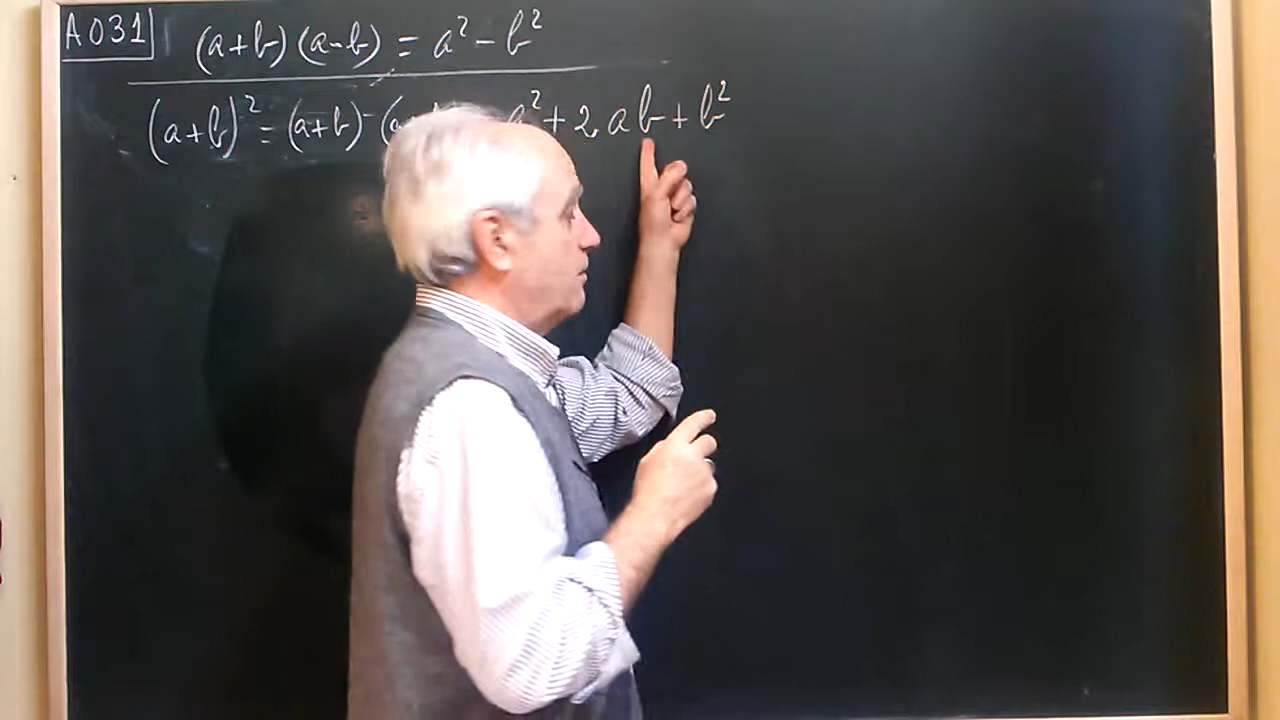 A031
(a+b)(a-b) = a² - b²
(a+b)² = (a+b) · (a+ a² + 2ab + b²